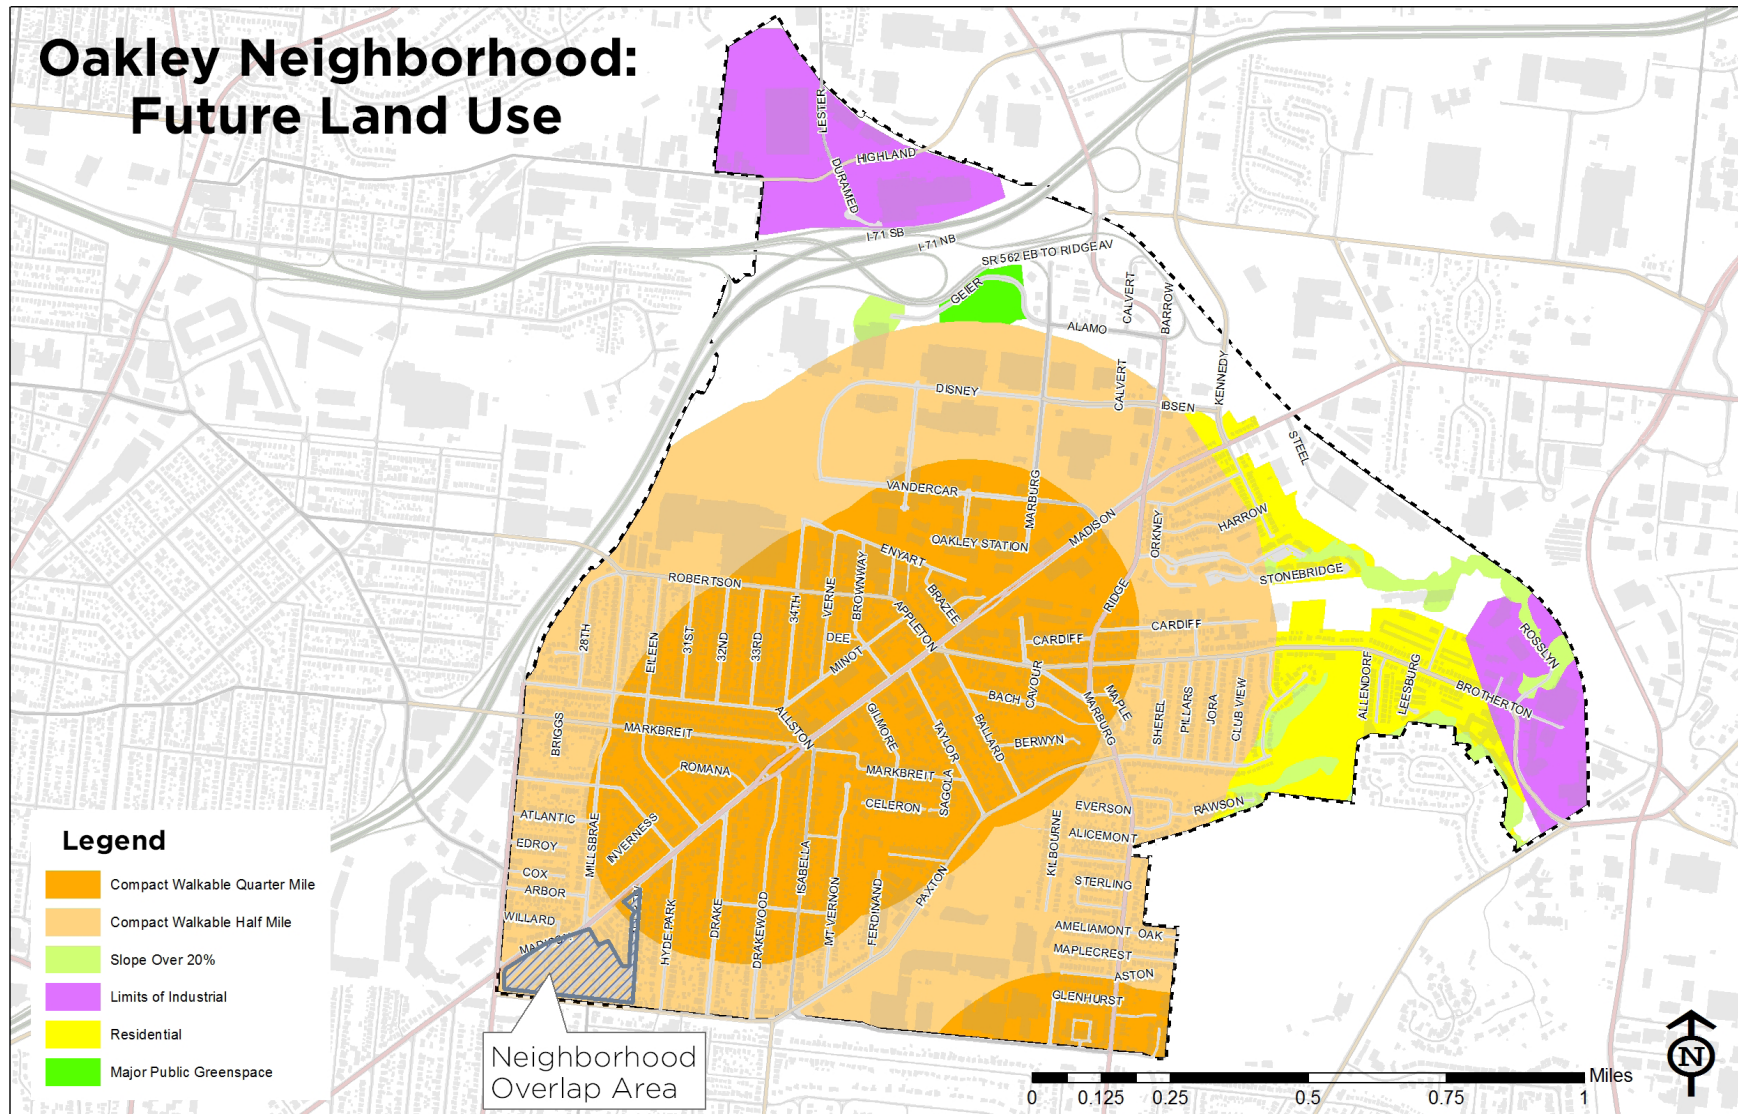 Oakley Neighborhood:
Future Land Use
LESTER
HIGHLAND
DURAMED
I-71 SB
I-71 NB
SR 562 EB TO RIDGE AV
GEIER
CALVERT
BARROW
ALAMO
KENNEDY
CALVERT
DISNEY
IBSEN
STEEL
VANDERCAR
MARBURG
MADISON
HARROW
ORKNEY
OAKLEY STATION
ENYART
STONEBRIDGE
ROBERTSON
34TH
VERNE
BROWNWAY
BRAZEE
RIDGE
APPLETON
28TH
EILEEN
31ST
32ND
33RD
DEE
MINOT
CARDIFF
CARDIFF
ROSSLYN
CAVOUR
BACH
MAPLE
MARBURG
SHEREL
PILLARS
JORA
CLUB VIEW
ALLENDORF
LEESBURG
BROTHERTON
BRIGGS
MARKBREIT
ALLSTON
GILMORE
TAYLOR
BALLARD
BERWYN
ROMANA
MARKBREIT
SAGOLA
CELERON
EVERSON
RAWSON
ATLANTIC
MILLSBRAE
INVERNESS
KILBOURNE
ALICEMONT
EDROY
COX
ARBOR
ISABELLA
STERLING
WILLARD
HYDE PARK
DRAKE
DRAKEWOOD
MT VERNON
FERDINAND
PAXTON
AMELIAMONT
OAK
MAPLECREST
ASTON
GLENHURST
Legend
Compact Walkable Quarter Mile
Compact Walkable Half Mile
Slope Over 20%
Limits of Industrial
Residential
Major Public Greenspace
Neighborhood
Overlap Area
N
Miles
0 0.125 0.25 0.5 0.75 1